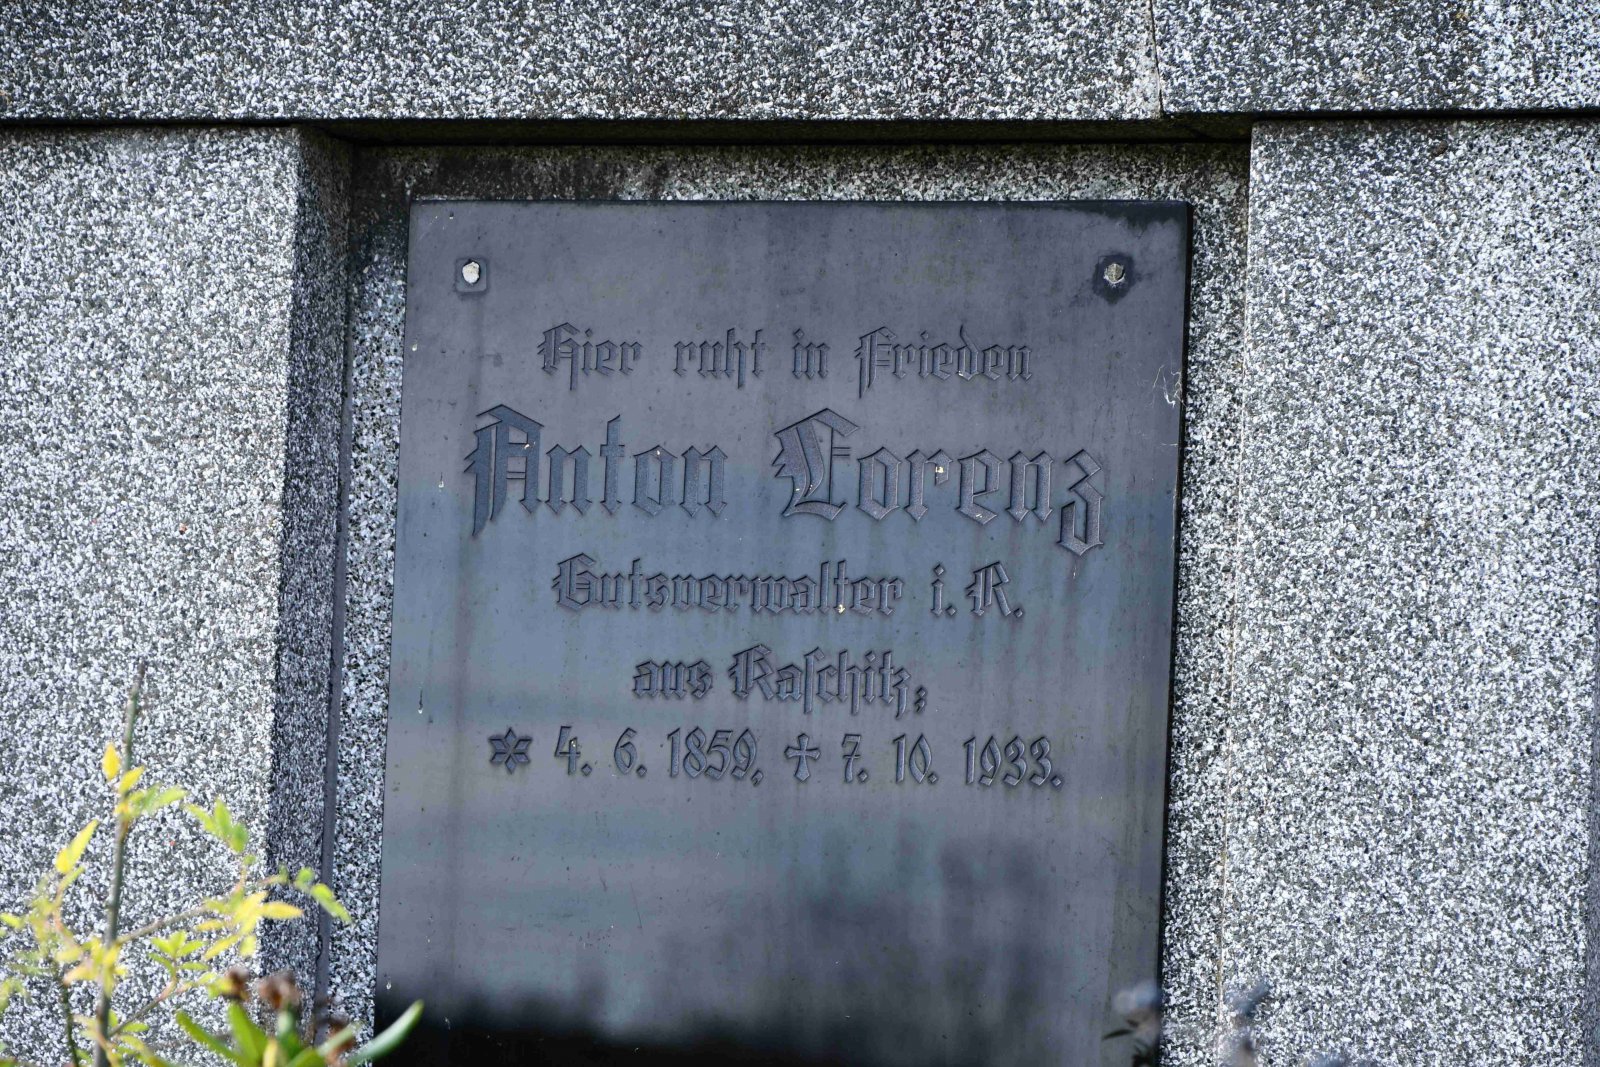 Hier ruht in Frieden
Anton Lorenz
Gutsverwalter i. R.
aus Kaschitz,
✶ 4. 6. 1859, ✝ 7. 10. 1933.